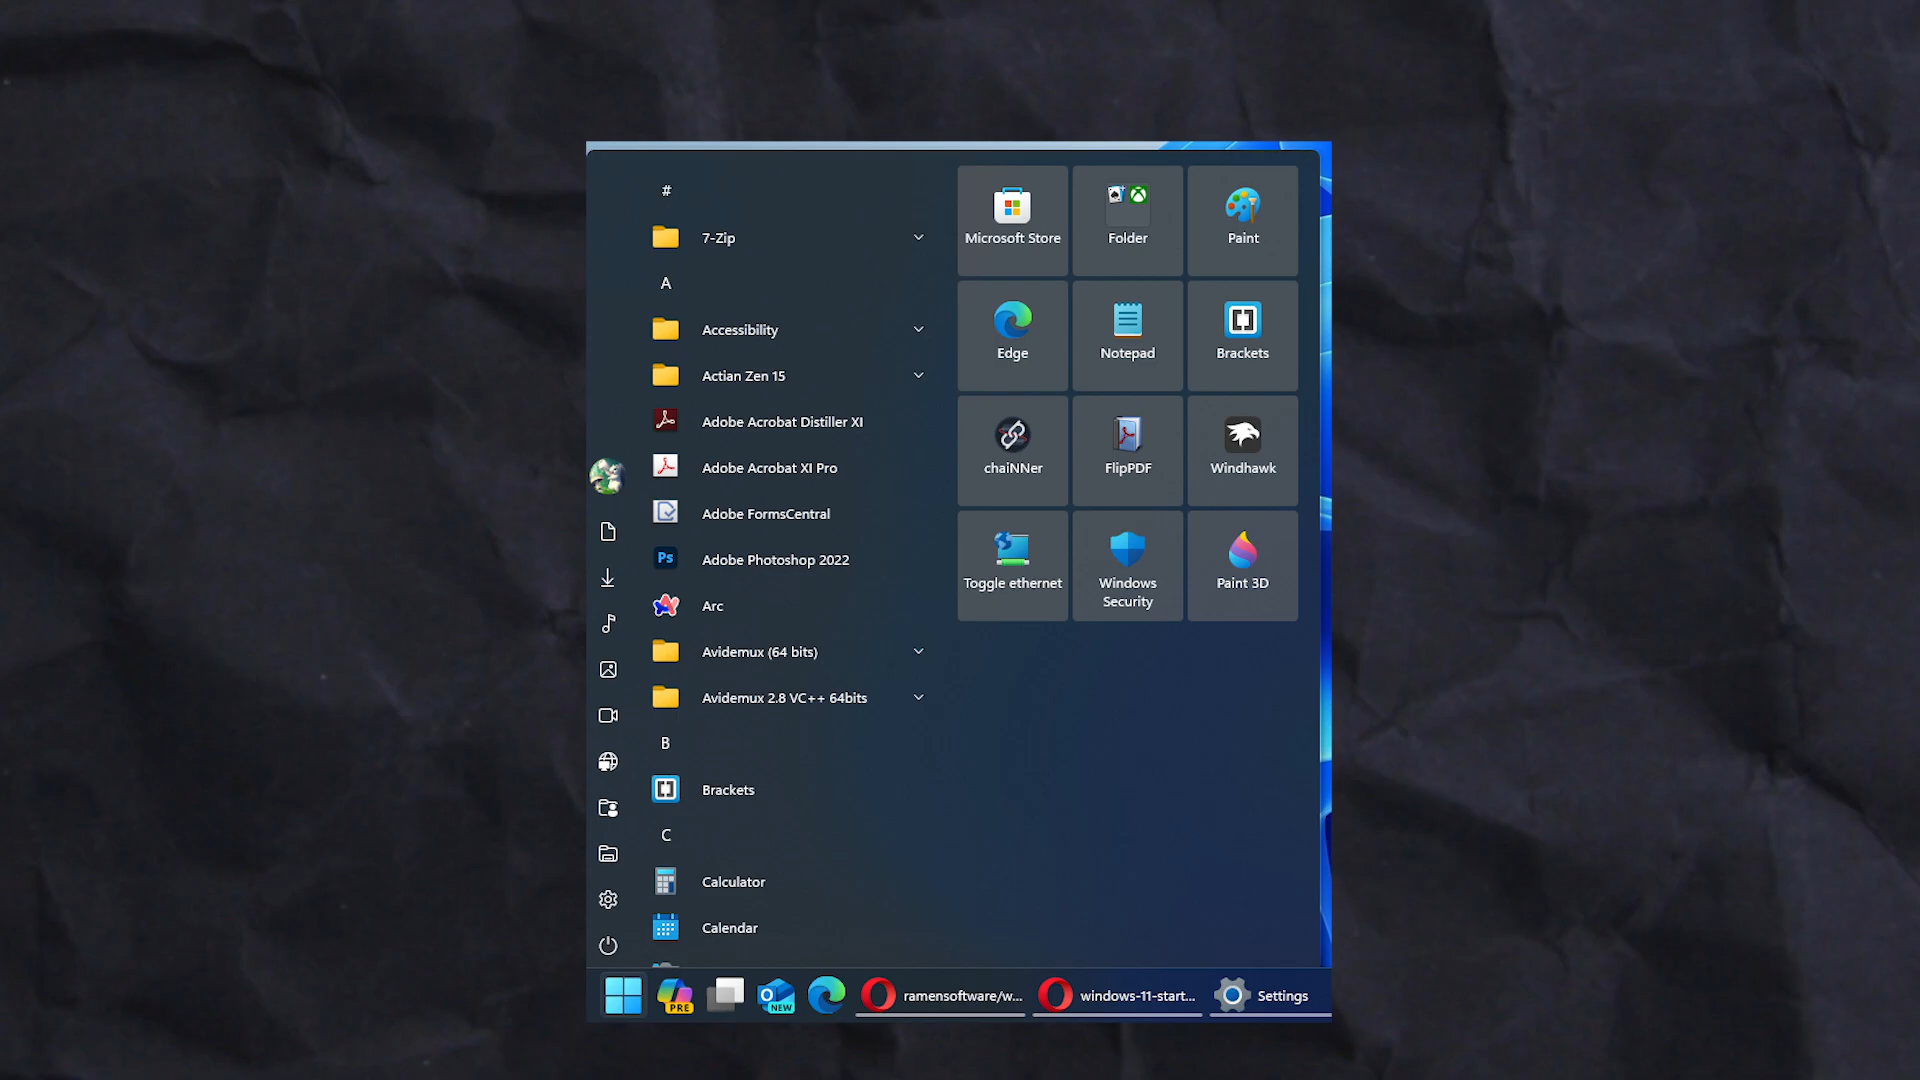 #
7-Zip
A
Accessibility
Actian Zen 15
Adobe Acrobat Distiller XI
Adobe Acrobat XI Pro
Adobe FormsCentral
Ps
Adobe Photoshop 2022
Arc
Avidemux (64 bits)
Avidemux 2.8 VC++ 64bits
B
Brackets
C
Calculator
Calendar
Microsoft Store
Folder
Paint
Edge
Notepad
Brackets
chaiNNer
FlipPDF
Windhawk
Toggle ethernet
Windows
Security
Paint 3D
PRE
O
NEW
ramensoftware/w...
windows-11-start...
Settings